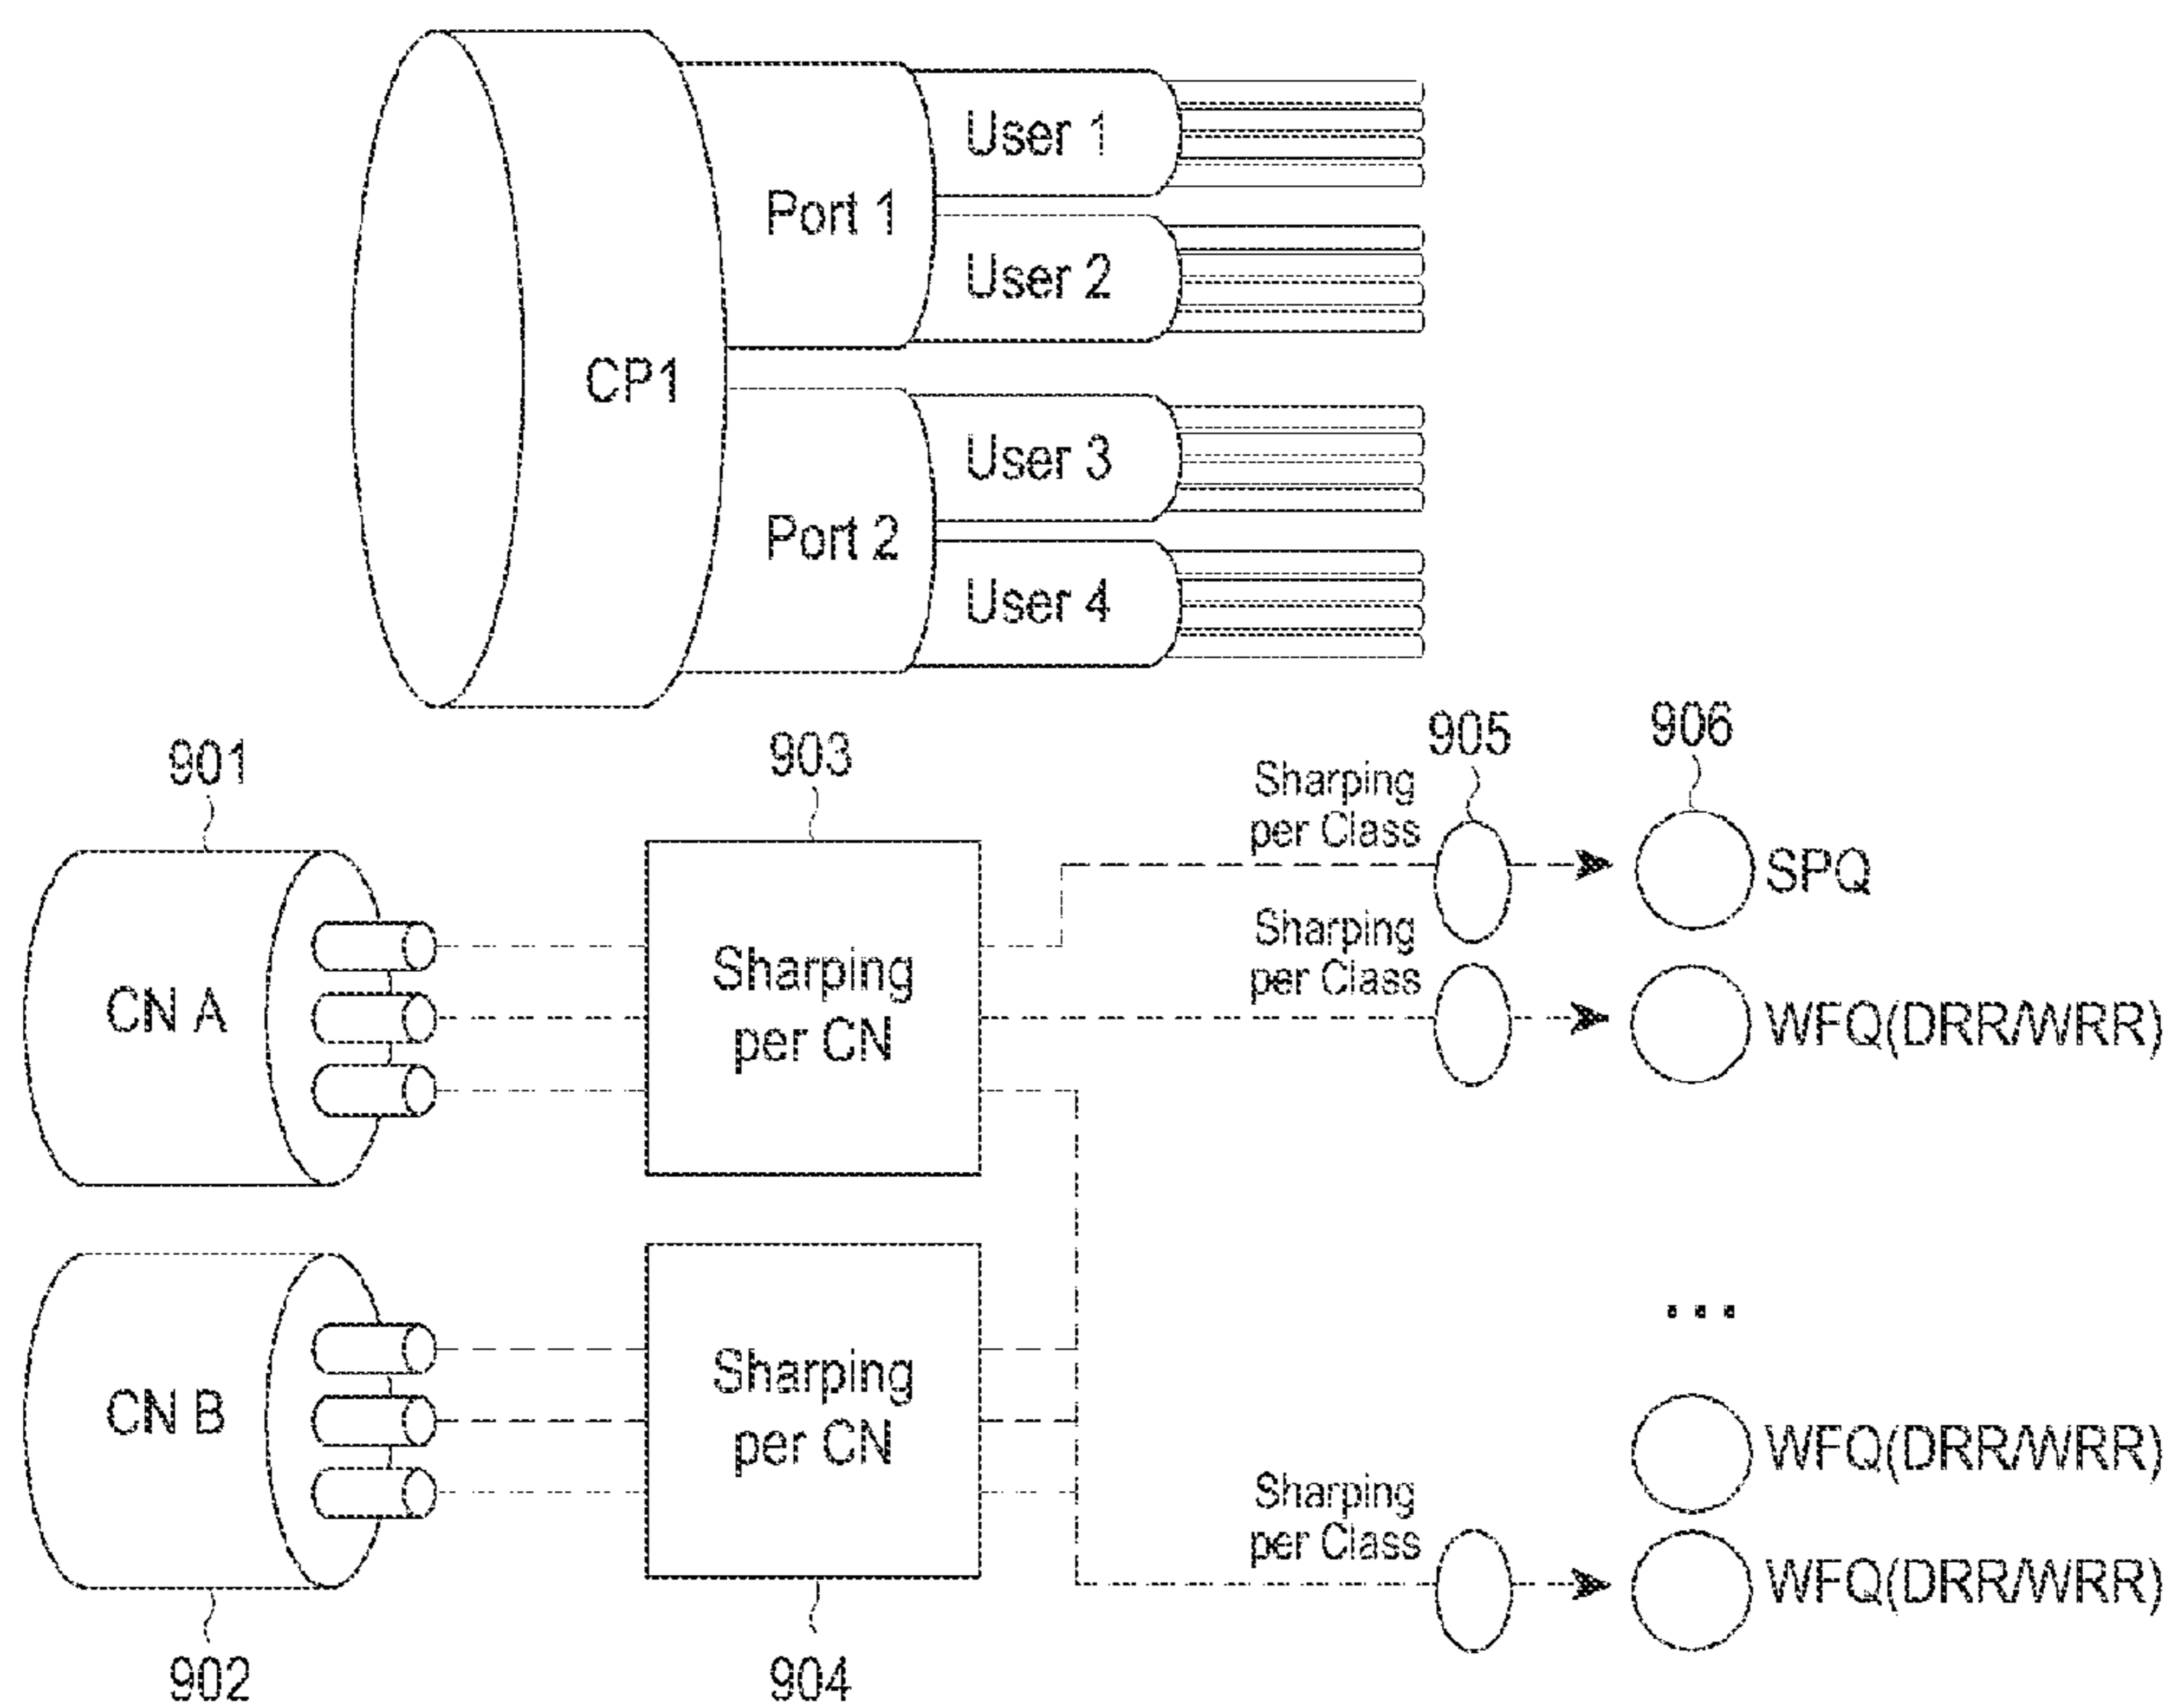 User 1
Port 1
User 2
CP1
User 3
Port 2
User 4
901
903
905
906
Sharping
per Class
SPQ
Sharping
per Class
CN A
Sharping
per CN
WFQ(DRR/WRR)
...
CN B
Sharping
per CN
WFQ(DRR/WRR)
Sharping
per Class
WFQ(DRR/WRR)
902
904